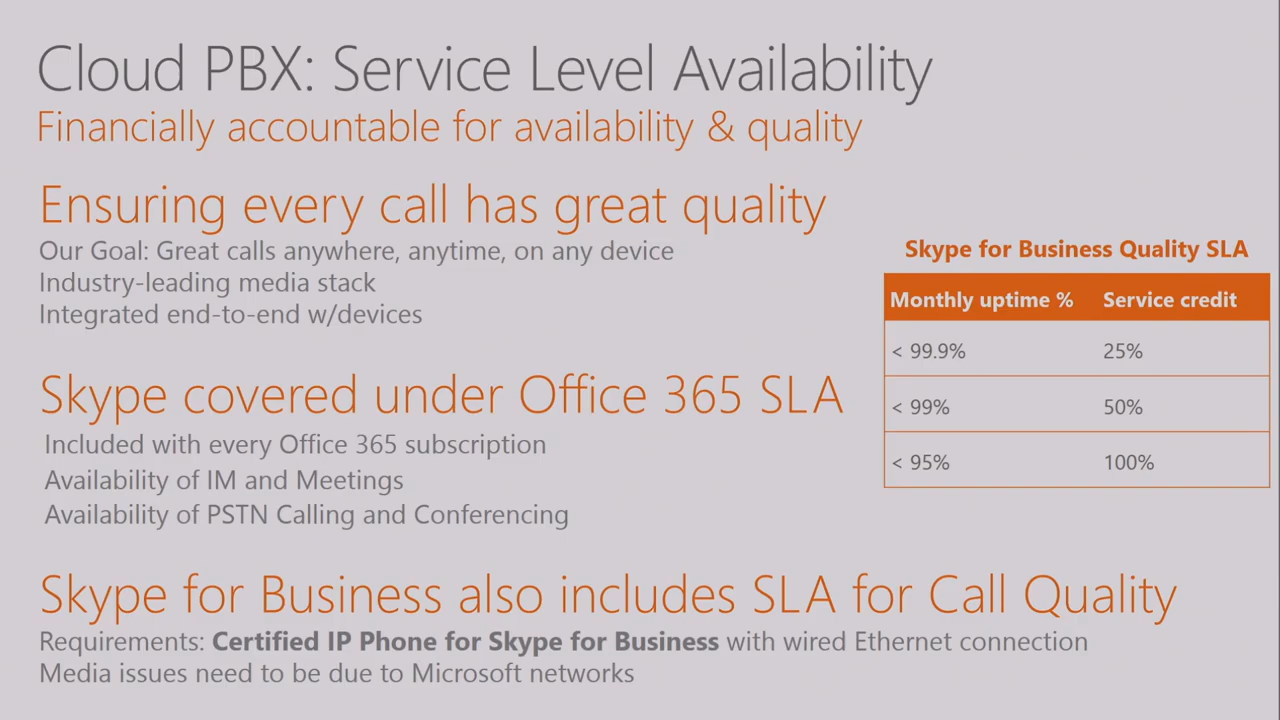 Cloud PBX: Service Level Availability
Financially accountable for availability & quality
Ensuring every call has great quality
Our Goal: Great calls anywhere, anytime, on any device
Industry-leading media stack
Integrated end-to-end w/devices
Skype covered under Office 365 SLA
Included with every Office 365 subscription
Availability of IM and Meetings
Availability of PSTN Calling and Conferencing
Skype for Business Quality SLA
Monthly uptime % Service credit
< 99.9% 25%
< 99% 50%
< 95% 100%
Skype for Business also includes SLA for Call Quality
Requirements: Certified IP Phone for Skype for Business with wired Ethernet connection
Media issues need to be due to Microsoft networks